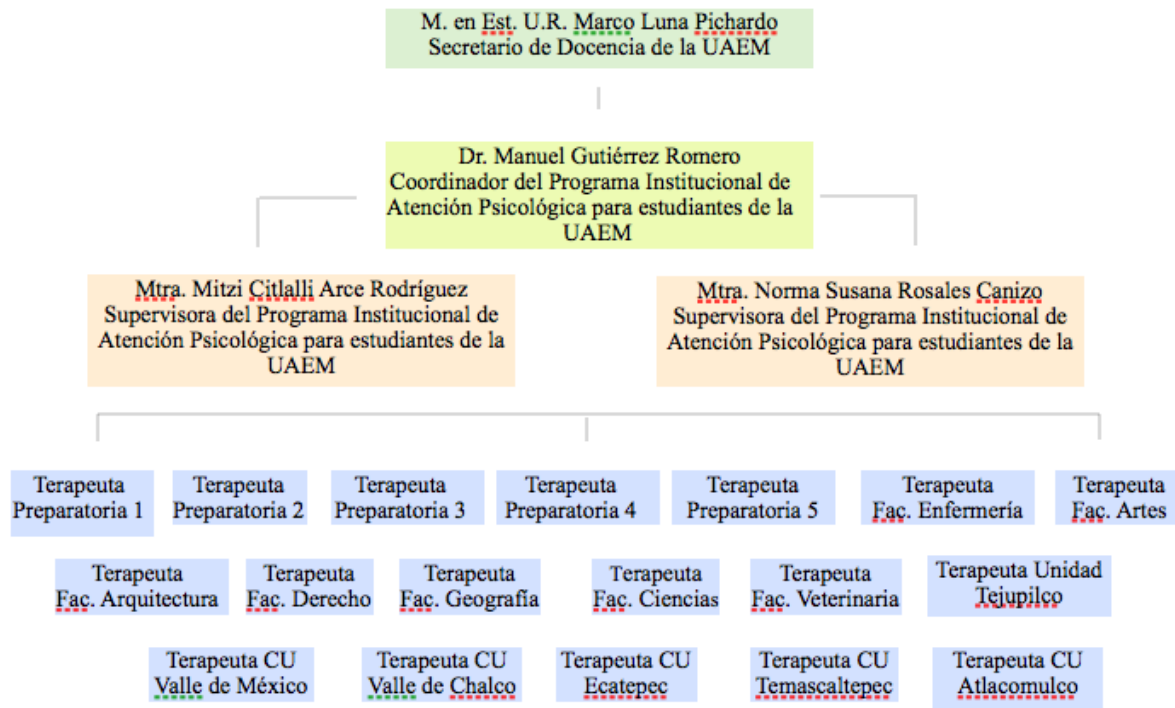 M. en Est. U.R. Marco Luna Pichardo
Secretario de Docencia de la UAEM
Dr. Manuel Gutiérrez Romero
Coordinador del Programa Institucional de
Atención Psicológica para estudiantes de la
UAEM
Mtra. Mitzi Citlalli Arce Rodríguez
Supervisora del Programa Institucional de
Atención Psicológica para estudiantes de la
UAEM
Mtra. Norma Susana Rosales Canizo
Supervisora del Programa Institucional de
Atención Psicológica para estudiantes de la
UAEM
Terapeuta
Preparatoria 1
Terapeuta
Preparatoria 2
Terapeuta
Preparatoria 3
Terapeuta
Preparatoria 4
Terapeuta
Preparatoria 5
Terapeuta
Fac. Enfermería
Terapeuta
Fac. Artes
Terapeuta
Fac. Arquitectura
Terapeuta
Fac. Derecho
Terapeuta
Fac. Geografía
Terapeuta
Fac. Ciencias
Terapeuta
Fac. Veterinaria
Terapeuta Unidad
Tejupilco
Terapeuta CU
Valle de México
Terapeuta CU
Valle de Chalco
Terapeuta CU
Ecatepec
Terapeuta CU
Temascaltepec
Terapeuta CU
Atlacomulco